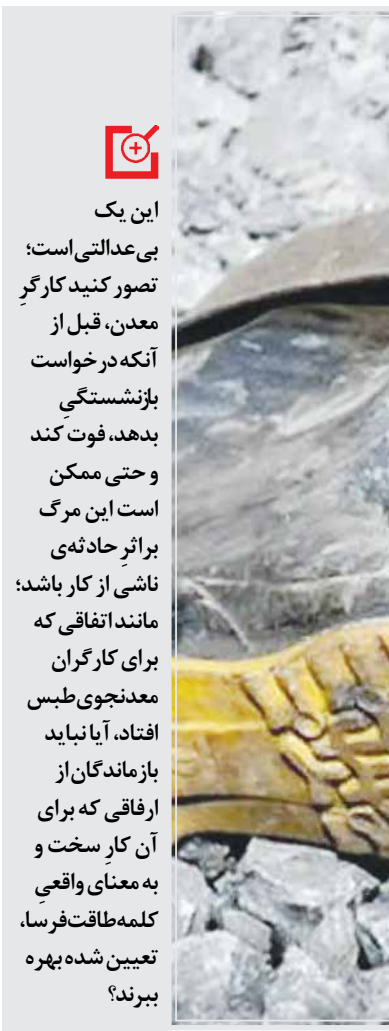 این یک
بی‌عدالتی است؛
تصور کنید کارگرِ
معدن، قبل از
آنکه درخواست
بازنشستگیِ
بدهد، فوت کند
و حتی ممکن
است این مرگ
براثرِ حادثه‌ی
ناشی از کار باشد؛
مانند اتفاقی که
برای کارگران
معدنجوی طبس
افتاد، آیا نباید
بازماندگان از
ارفاقی که برای
آن کارِ سخت و
به معنای واقعیِ
کلمه طاقت‌فرسا،
تعیین شده بهره
ببرند؟